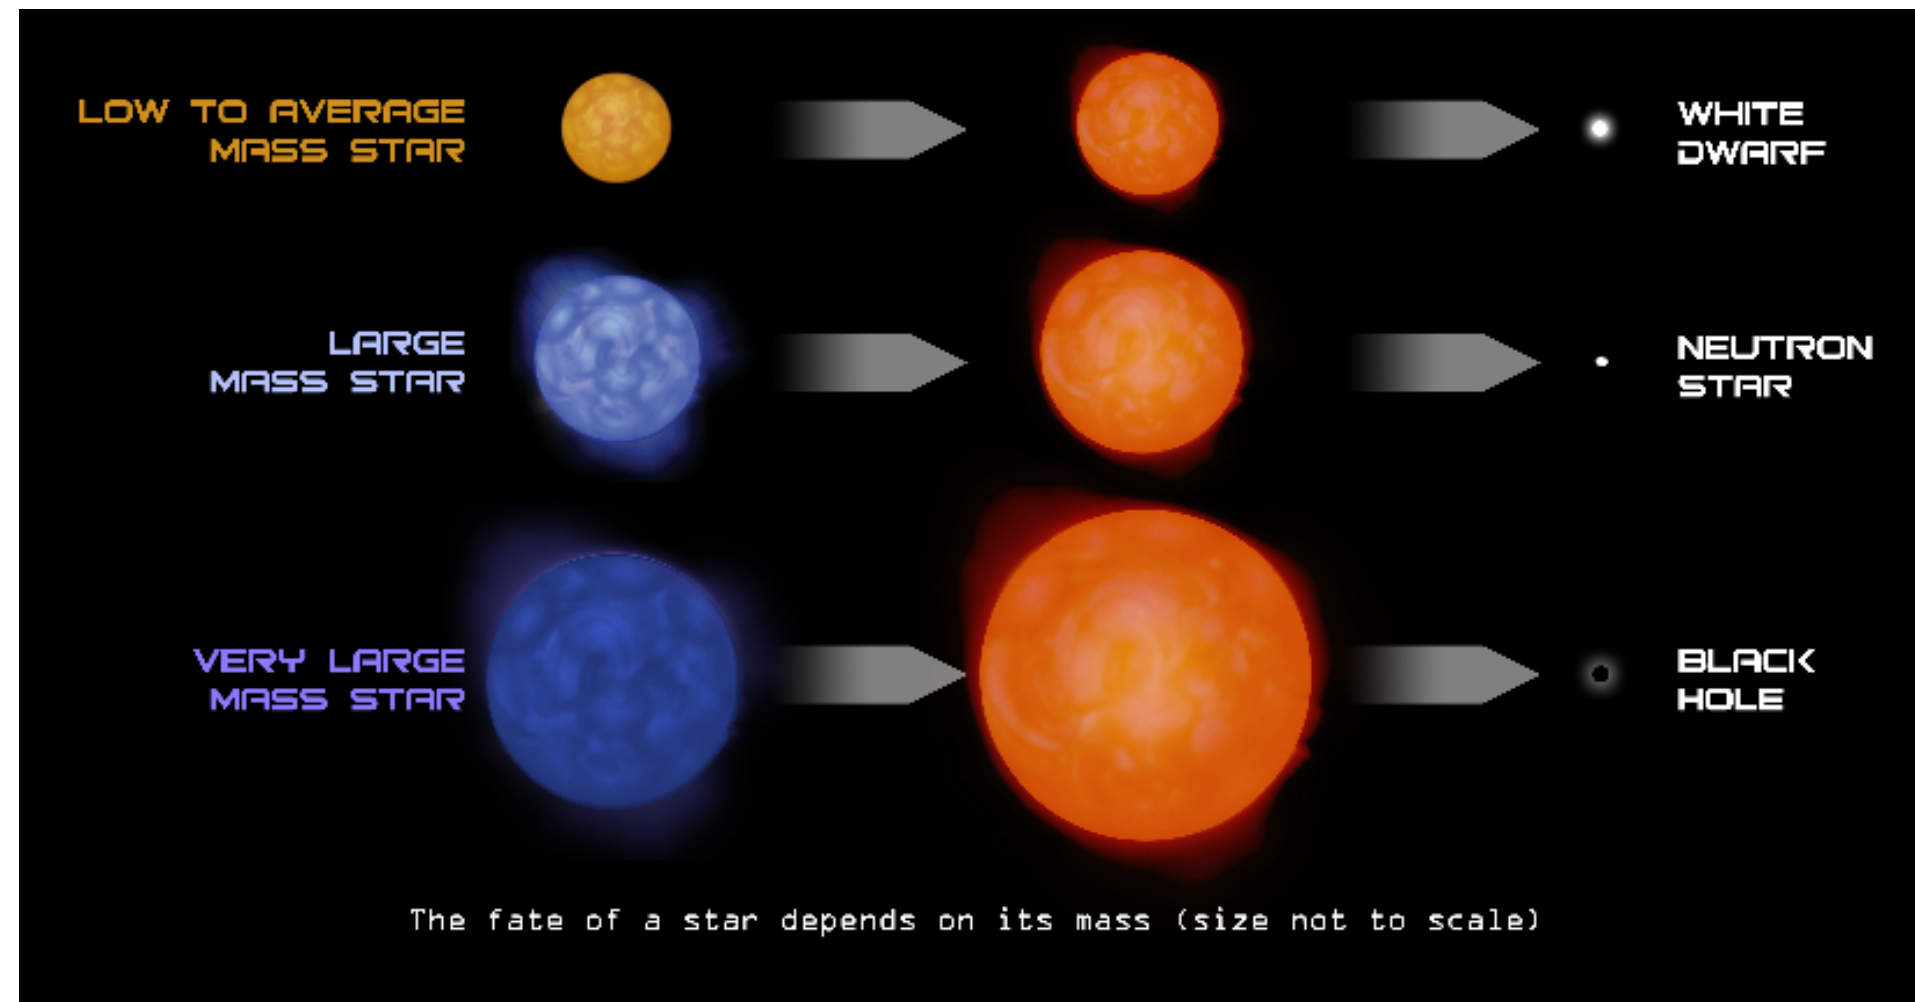 LOW TO AVERAGE
MASS STAR
WHITE
DWARF
LARGE
MASS STAR
NEUTRON
STAR
VERY LARGE
MASS STAR
BLACK
HOLE
The fate of a star depends on its mass (size not to scale)